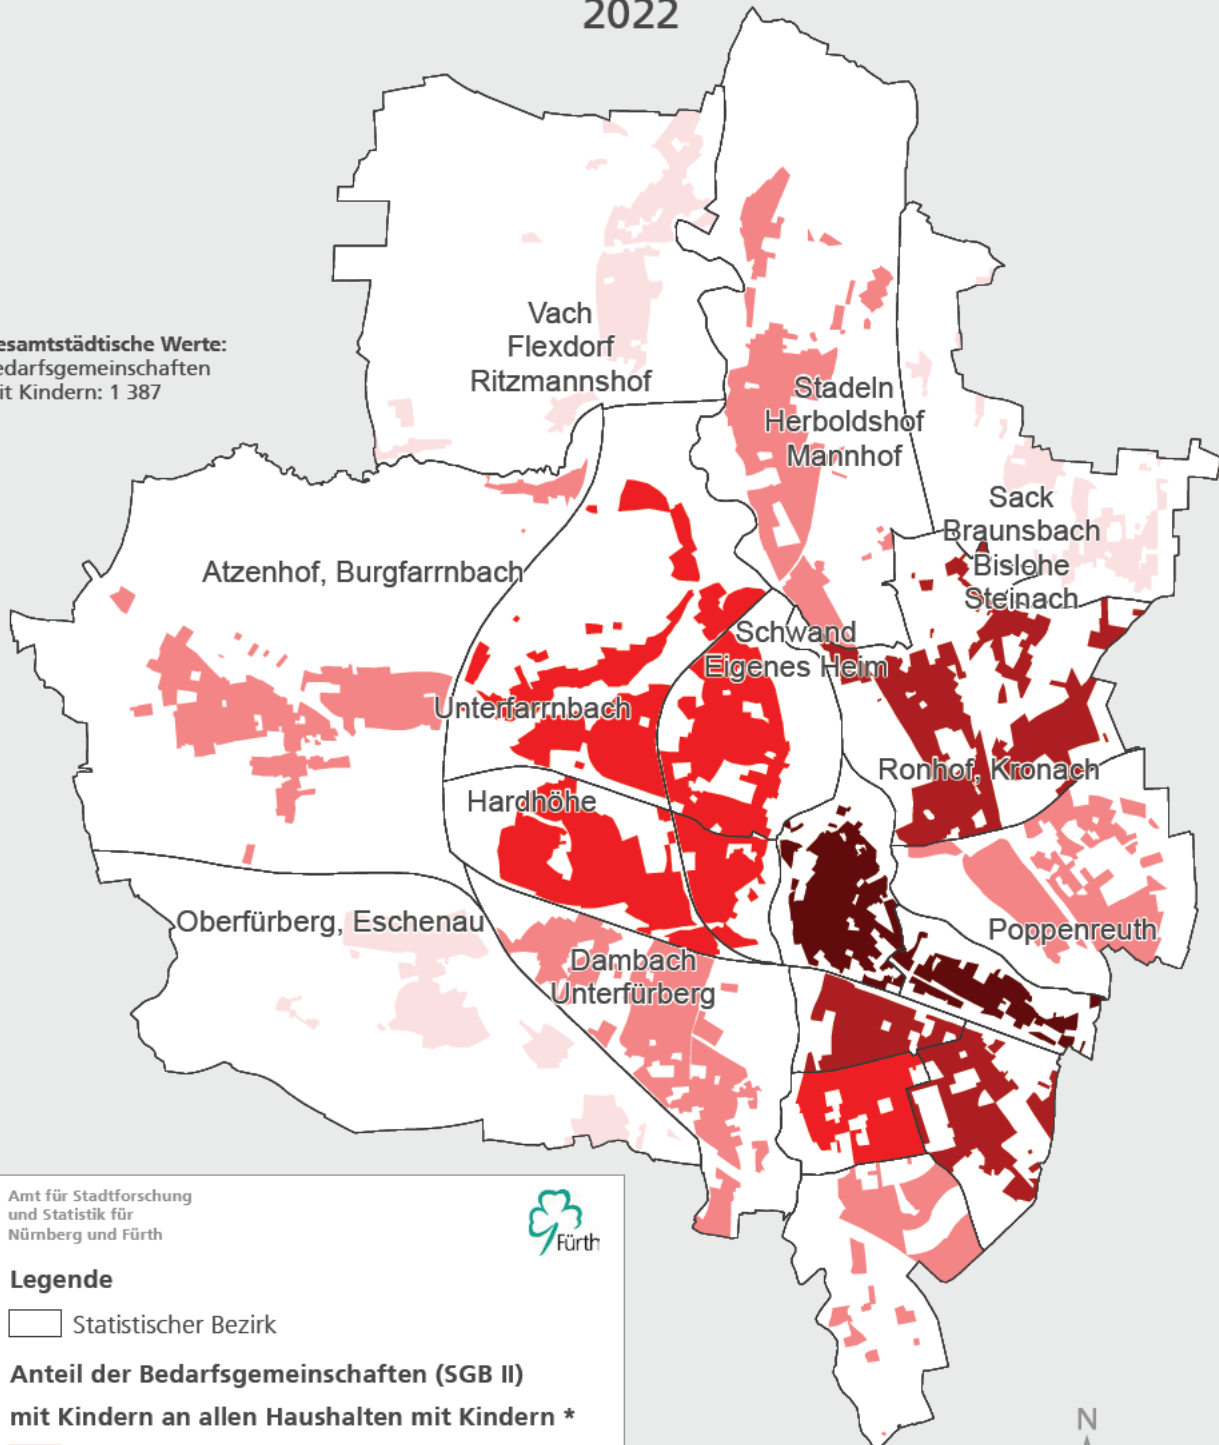 2022
Vach
Flexdorf
Ritzmannshof
esamtstädtische Werte:
edarfsgemeinschaften
it Kindern: 1 387
Stadeln
Herboldshof
Mannhof
Sack
Braunsbach
Bislohe
Steinach
Atzenhof, Burgfarrnbach
Schwand
Eigenes Heim
Unterfarrnbach
Ronhof, Kronach
Hardhöhe
Oberfürberg, Eschenau
Poppenreuth
Dambach
Unterfürberg
Amt für Stadtforschung
und Statistik für
Nürnberg und Fürth
Fürth
Legende
Statistischer Bezirk
Anteil der Bedarfsgemeinschaften (SGB II)
mit Kindern an allen Haushalten mit Kindern *
N